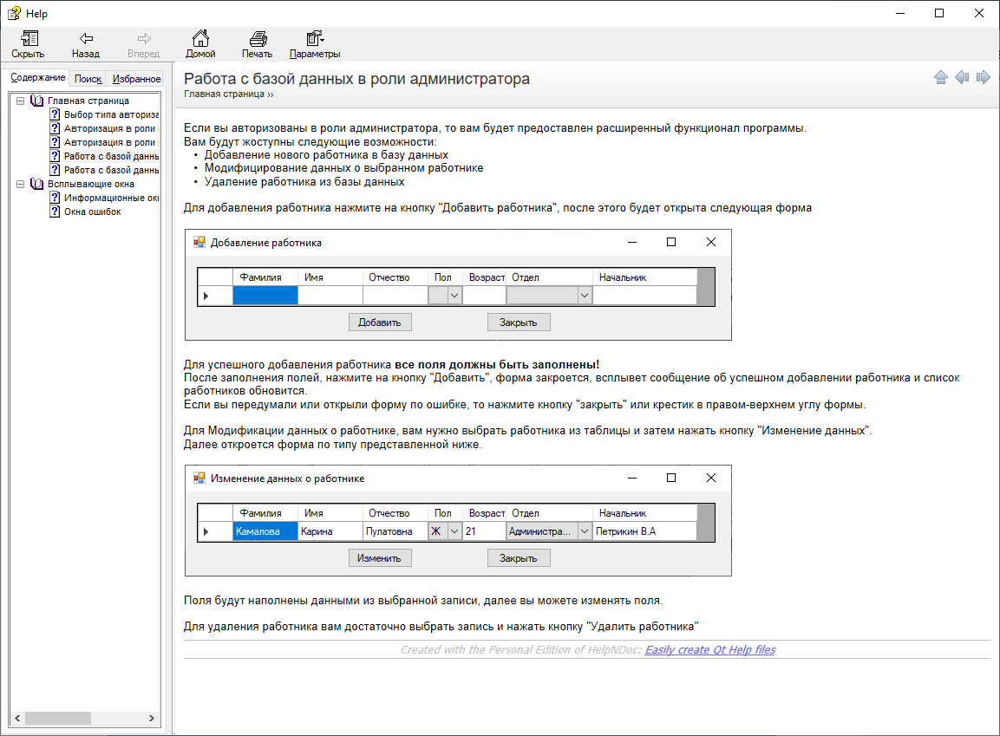 Help
Скрыть Назад Вперед Домой Печать Параметры
Содержание Поиск Избранное
Главная страница
Выбор типа авториза
Авторизация в роли
Авторизация в роли
Работа с базой данны
Работа с базой данны
Всплывающие окна
Информационные ок
Окна ошибок
Работа с базой данных в роли администратора
Главная страница ››
Если вы авторизованы в роли администратора, то вам будет предоставлен расширенный функционал программы.
Вам будут жоступны следующие возможности:
• Добавление нового работника в базу данных
• Модифицирование данных о выбранном работнике
• Удаление работника из базы данных
Для добавления работника нажмите на кнопку "Добавить работника", после этого будет открыта следующая форма
Добавление работника
Фамилия Имя Отчество Пол Возраст Отдел Начальник
Добавить Закрыть
Для успешного добавления работника все поля должны быть заполнены!
После заполнения полей, нажмите на кнопку "Добавить", форма закроется, всплывет сообщение об успешном добавлении работника и список
работников обновится.
Если вы передумали или открыли форму по ошибке, то нажмите кнопку "закрыть" или крестик в правом-верхнем углу формы.
Для Модификации данных о работнике, вам нужно выбрать работника из таблицы и затем нажать кнопку "Изменение данных".
Далее откроется форма по типу представленной ниже.
Изменение данных о работнике
Фамилия Имя Отчество Пол Возраст Отдел Начальник
Камалова Карина Пулатовна Ж 21 Администра... Петрикин В.А
Изменить Закрыть
Поля будут наполнены данными из выбранной записи, далее вы можете изменять поля.
Для удаления работника вам достаточно выбрать запись и нажать кнопку "Удалить работника"
Created with the Personal Edition of HelpNDoc: Easily create Qt Help files